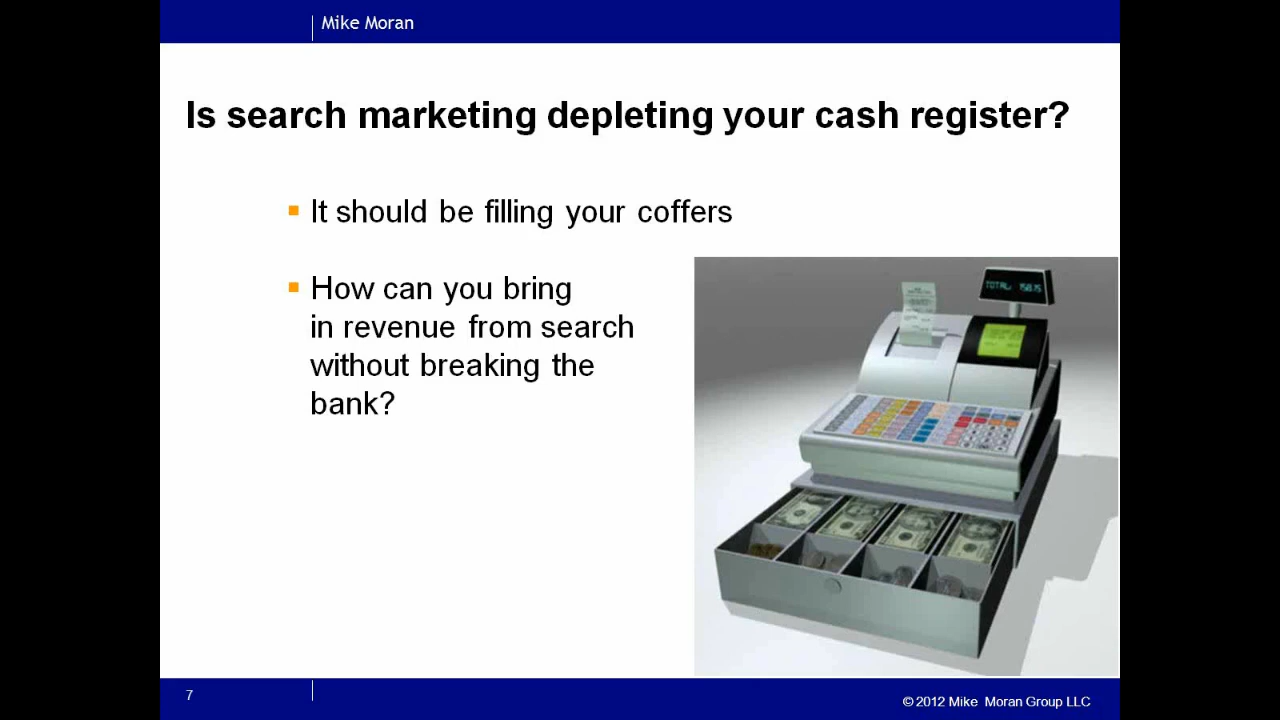 Mike Moran
Is search marketing depleting your cash register?
It should be filling your coffers
How can you bring
in revenue from search
without breaking the
bank?
TOTAL
7
© 2012 Mike Moran Group LLC